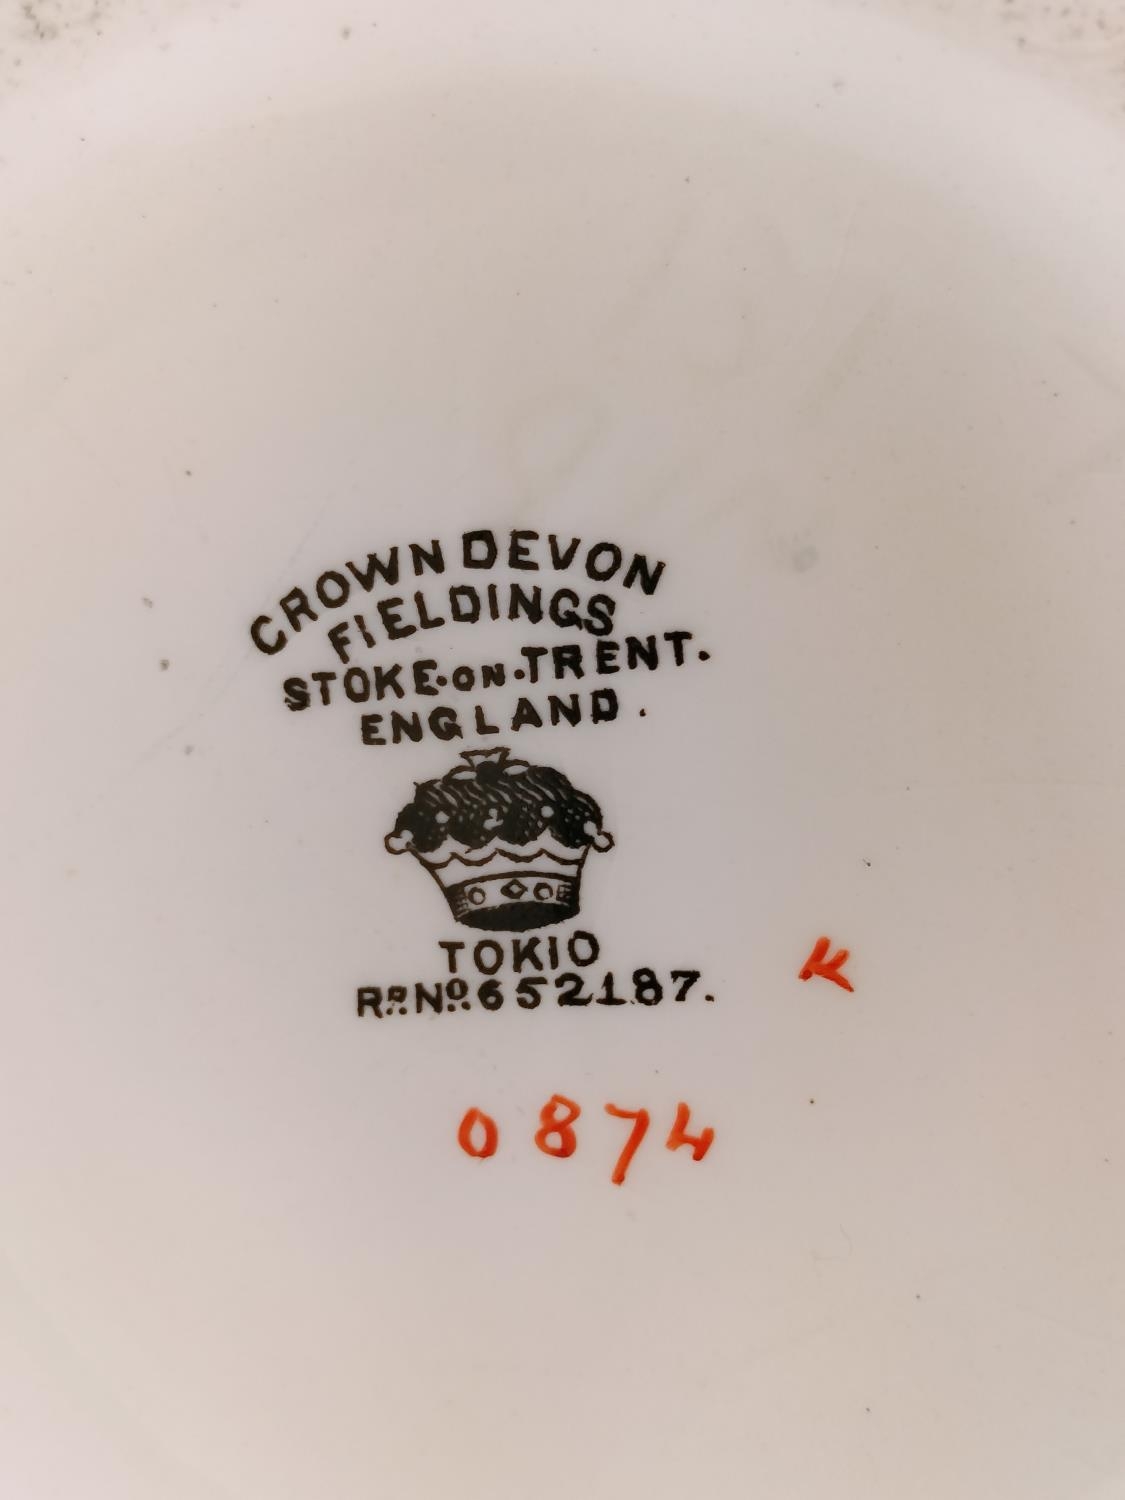 CROWN DEVON
FIELDINGS
STOKE·ON·TRENT.
ENGLAND.
TOKIO
RD. NO. 652187.
K
0874